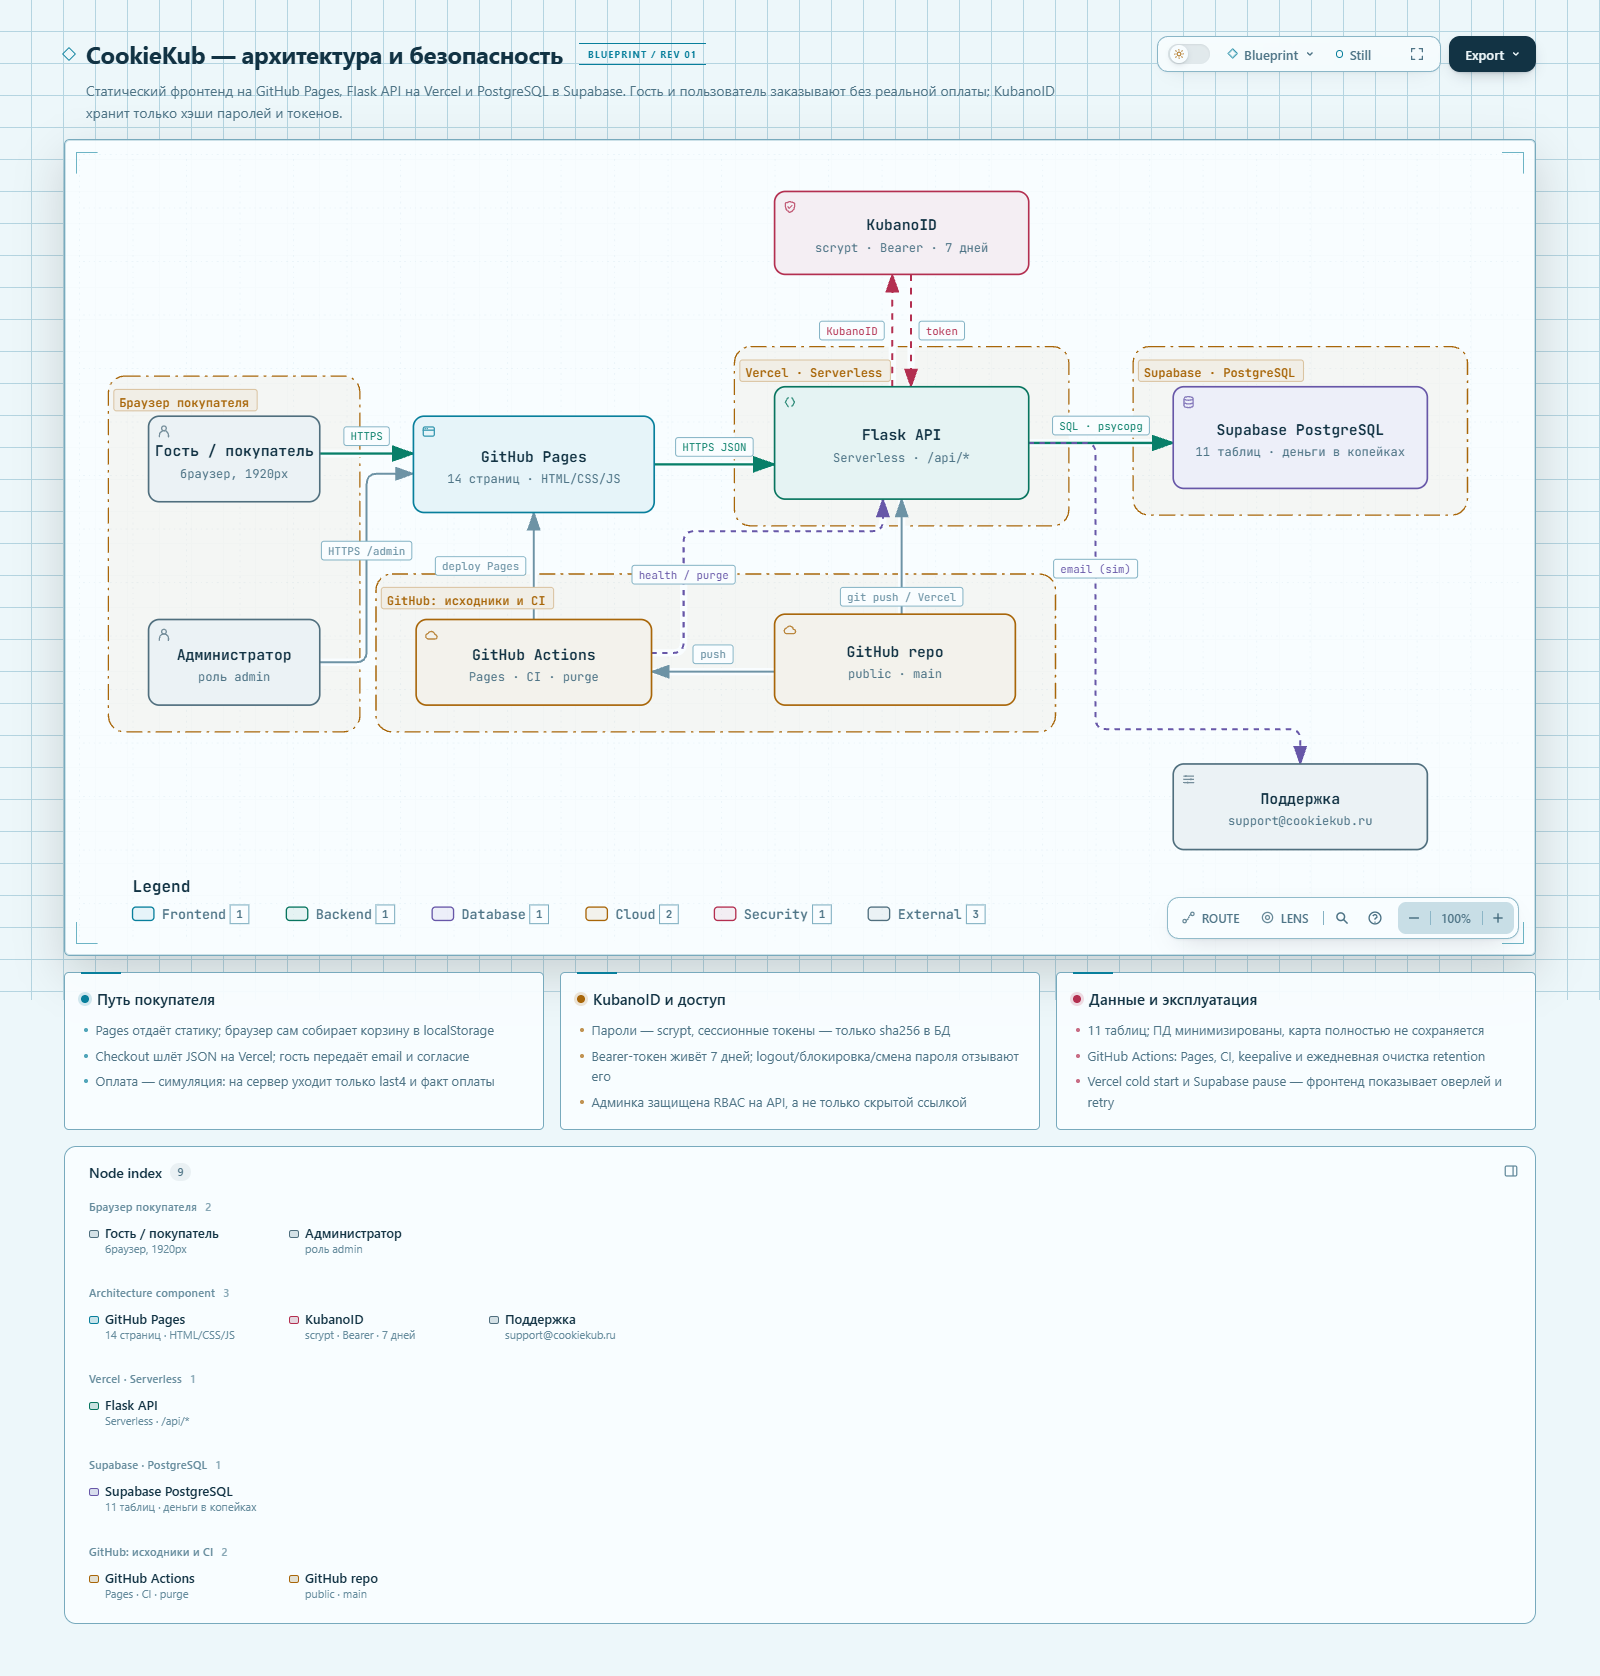 CookieKub — архитектура и безопасность
BLUEPRINT / REV 01
Blueprint
Still
Export
Статический фронтенд на GitHub Pages, Flask API на Vercel и PostgreSQL в Supabase. Гость и пользователь заказывают без реальной оплаты; KubanoID
хранит только хэши паролей и токенов.
KubanoID
scrypt · Bearer · 7 дней
KubanoID
token
Vercel · Serverless
Supabase · PostgreSQL
Браузер покупателя
Гость / покупатель
браузер, 1920px
HTTPS
GitHub Pages
14 страниц · HTML/CSS/JS
HTTPS JSON
Flask API
Serverless · /api/*
SQL · psycopg
Supabase PostgreSQL
11 таблиц · деньги в копейках
HTTPS /admin
deploy Pages
health / purge
email (sim)
GitHub: исходники и CI
git push / Vercel
Администратор
роль admin
GitHub Actions
Pages · CI · purge
push
GitHub repo
public · main
Поддержка
support@cookiekub.ru
Legend
Frontend 1
Backend 1
Database 1
Cloud 2
Security 1
External 3
ROUTE
LENS
100%
Путь покупателя
Pages отдаёт статику; браузер сам собирает корзину в localStorage
Checkout шлёт JSON на Vercel; гость передаёт email и согласие
Оплата — симуляция: на сервер уходит только last4 и факт оплаты
KubanoID и доступ
Пароли — scrypt, сессионные токены — только sha256 в БД
Bearer-токен живёт 7 дней; logout/блокировка/смена пароля отзывают
его
Админка защищена RBAC на API, а не только скрытой ссылкой
Данные и эксплуатация
11 таблиц; ПД минимизированы, карта полностью не сохраняется
GitHub Actions: Pages, CI, keepalive и ежедневная очистка retention
Vercel cold start и Supabase pause — фронтенд показывает оверлей и
retry
Node index 9
Браузер покупателя 2
Гость / покупатель
браузер, 1920px
Администратор
роль admin
Architecture component 3
GitHub Pages
14 страниц · HTML/CSS/JS
KubanoID
scrypt · Bearer · 7 дней
Поддержка
support@cookiekub.ru
Vercel · Serverless 1
Flask API
Serverless · /api/*
Supabase · PostgreSQL 1
Supabase PostgreSQL
11 таблиц · деньги в копейках
GitHub: исходники и CI 2
GitHub Actions
Pages · CI · purge
GitHub repo
public · main